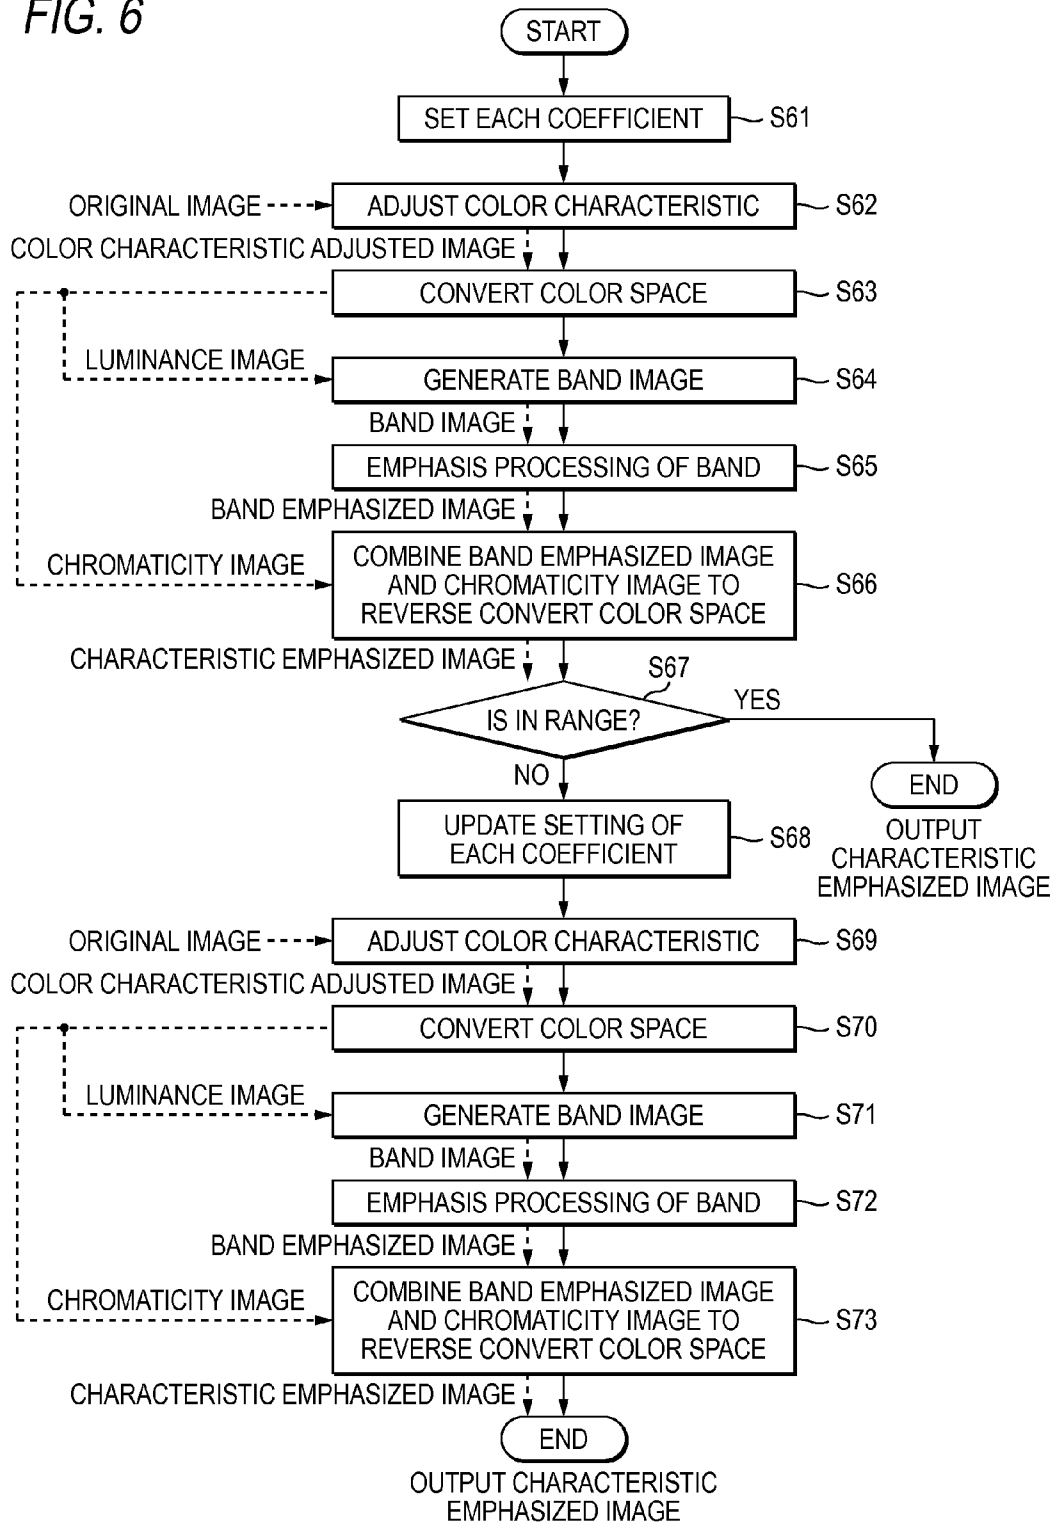 FIG. 6
START
SET EACH COEFFICIENT
S61
ORIGINAL IMAGE
ADJUST COLOR CHARACTERISTIC
S62
COLOR CHARACTERISTIC ADJUSTED IMAGE
CONVERT COLOR SPACE
S63
LUMINANCE IMAGE
GENERATE BAND IMAGE
S64
BAND IMAGE
EMPHASIS PROCESSING OF BAND
S65
BAND EMPHASIZED IMAGE
CHROMATICITY IMAGE
COMBINE BAND EMPHASIZED IMAGE
AND CHROMATICITY IMAGE TO
REVERSE CONVERT COLOR SPACE
S66
CHARACTERISTIC EMPHASIZED IMAGE
S67
IS IN RANGE?
YES
NO
END
OUTPUT
CHARACTERISTIC
EMPHASIZED IMAGE
UPDATE SETTING OF
EACH COEFFICIENT
S68
ORIGINAL IMAGE
ADJUST COLOR CHARACTERISTIC
S69
COLOR CHARACTERISTIC ADJUSTED IMAGE
CONVERT COLOR SPACE
S70
LUMINANCE IMAGE
GENERATE BAND IMAGE
S71
BAND IMAGE
EMPHASIS PROCESSING OF BAND
S72
BAND EMPHASIZED IMAGE
CHROMATICITY IMAGE
COMBINE BAND EMPHASIZED IMAGE
AND CHROMATICITY IMAGE TO
REVERSE CONVERT COLOR SPACE
S73
CHARACTERISTIC EMPHASIZED IMAGE
END
OUTPUT CHARACTERISTIC
EMPHASIZED IMAGE